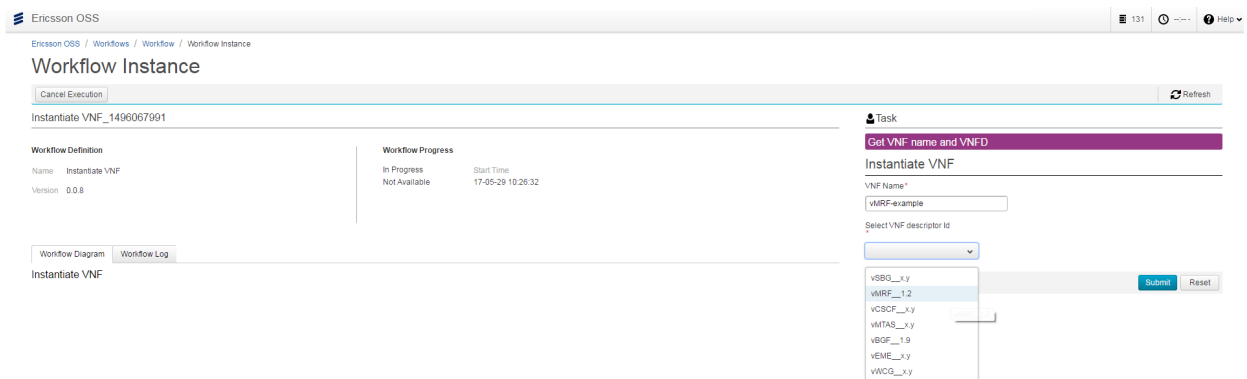 Ericsson OSS
131
--:--
Help
Ericsson OSS / Workflows / Workflow / Workflow Instance
Workflow Instance
Cancel Execution
Refresh
Instantiate VNF_1496067991
Task
Get VNF name and VNFD
Workflow Definition
Workflow Progress
Instantiate VNF
Name Instantiate VNF
In Progress Start Time
Not Available 17-05-29 10:26:32
Version 0.0.8
VNF Name*
vMRF-example
Select VNF descriptor Id
*
Workflow Diagram Workflow Log
Instantiate VNF
vSBG__x.y
vMRF__1.2
vCSCF__x.y
vMTAS__x.y
vBGF__1.9
vEME__x.y
vWCG__x.y
Submit Reset